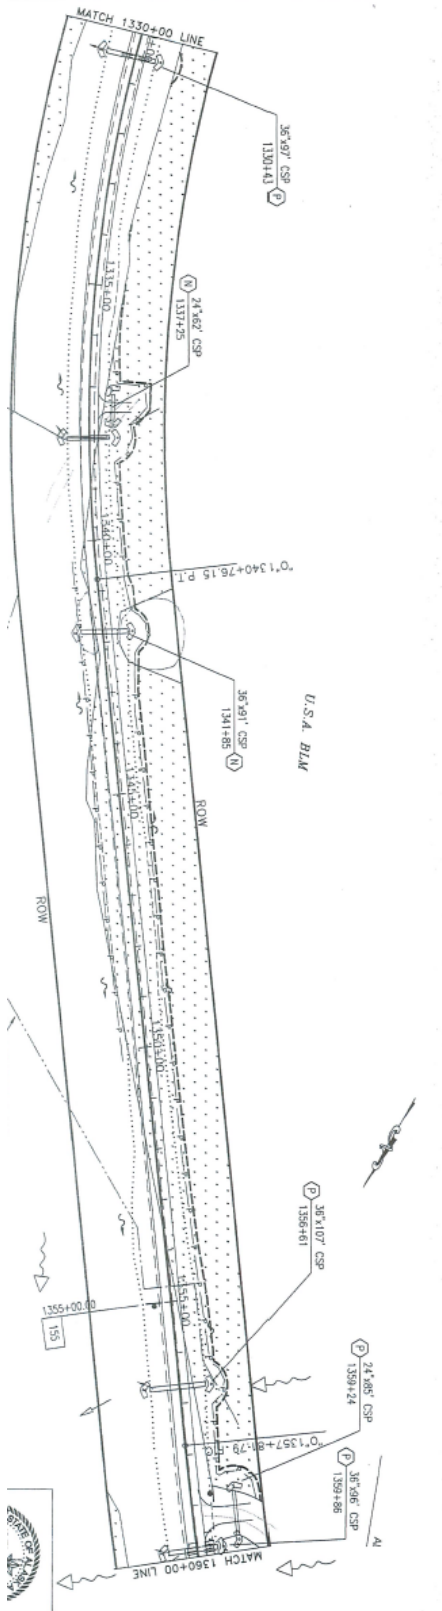 MATCH 1330+00 LINE
36"x97' CSP
1330+43
P
1335+00
N
24"x62' CSP
1337+25
1340+00
"O" 1340+76.15 P.T.
36"x91' CSP
1341+85
N
U.S.A. BLM
1345+00
ROW
ROW
1350+00
P
36"x107' CSP
1356+61
1355+00
1355+00.00
155
P
24"x85' CSP
1359+24
"O" 1357+81.79 P.C.
P
36"x96' CSP
1359+86
MATCH 1360+00 LINE
STATE OF ALASK